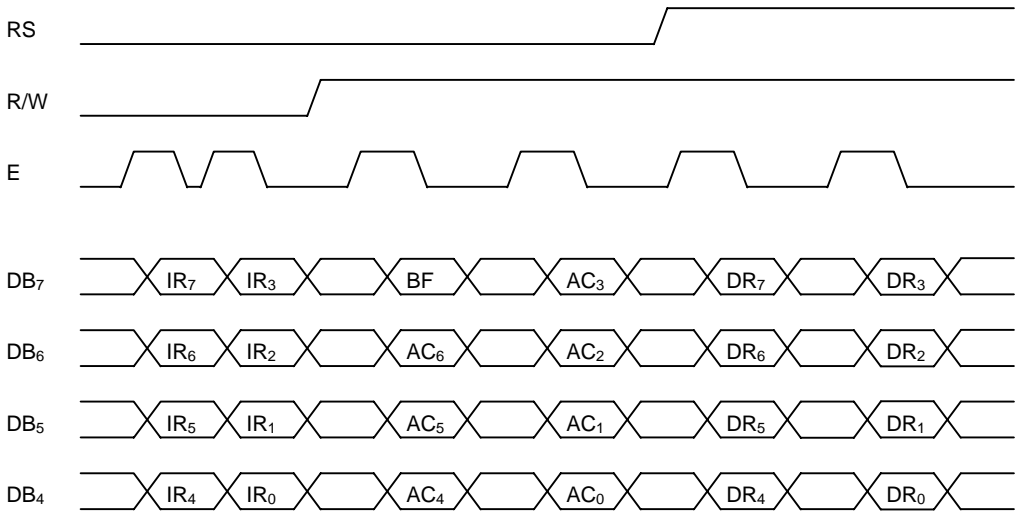 RS
R/W
E
DB₇ IR₇ IR₃ BF AC₃ DR₇ DR₃
DB₆ IR₆ IR₂ AC₆ AC₂ DR₆ DR₂
DB₅ IR₅ IR₁ AC₅ AC₁ DR₅ DR₁
DB₄ IR₄ IR₀ AC₄ AC₀ DR₄ DR₀